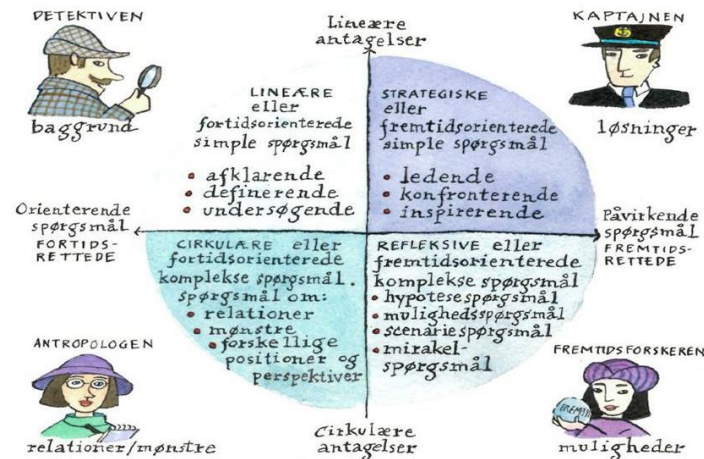 DETEKTIVEN
baggrund
Lineære
antagelser
KAPTAJNEN
løsninger
LINEÆRE
eller
fortidsorienterede
simple spørgsmål
• afklarende
• definerende
• undersøgende
STRATEGISKE
eller
fremtidsorienterede
simple spørgsmål
• ledende
• konfronterende
• inspirerende
Orienterende
spørgsmål
FORTIDS-
RETTEDE
Påvirkende
spørgsmål
FREMTIDS-
RETTEDE
CIRKULÆRE eller
fortidsorienterede
komplekse spørgsmål.
spørgsmål om:
• relationer
• mønstre
• forskellige
positioner og
perspektiver
REFLEKSIVE eller
fremtidsorienterede
komplekse spørgsmål
• hypotesespørgsmål
• mulighedsspørgsmål
• scenariespørgsmål
• mirakel-
spørgsmål
ANTROPOLOGEN
relationer/mønstre
Cirkulære
antagelser
FREMTIDSFORSKEREN
muligheder